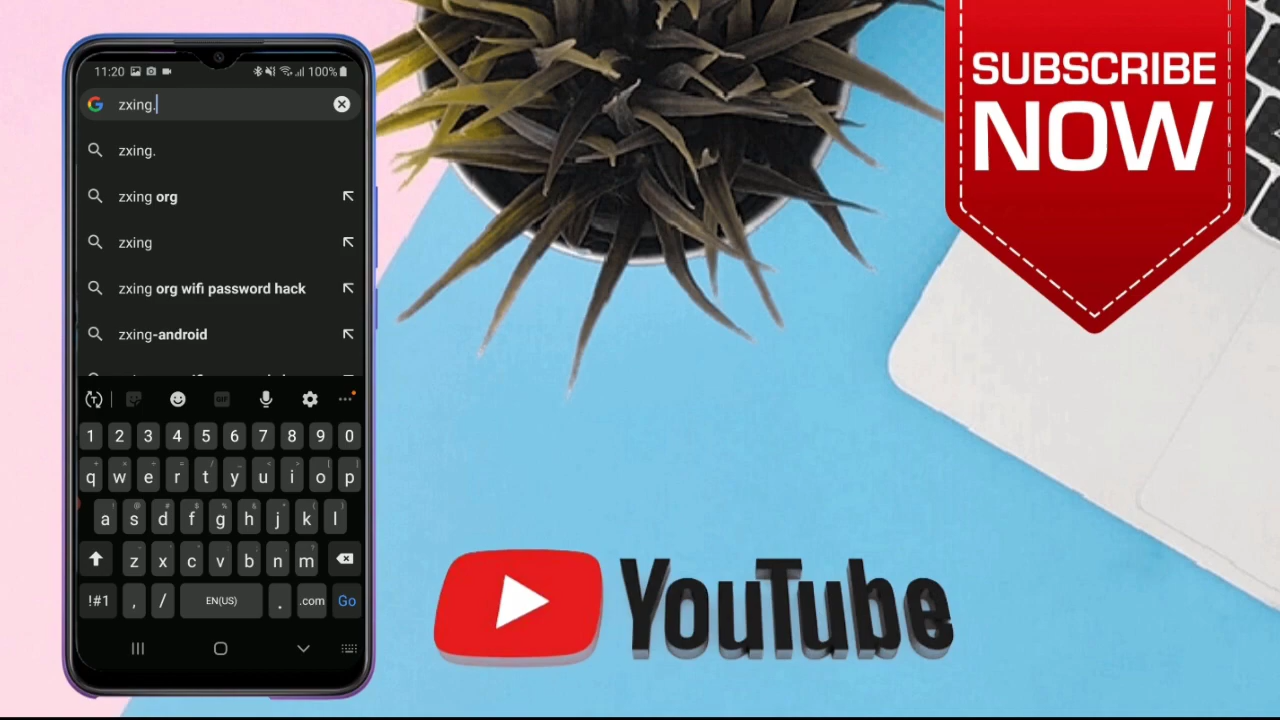 11:20
100%
zxing.
zxing.
zxing org
zxing
zxing org wifi password hack
zxing-android
GIF
1 2 3 4 5 6 7 8 9 0
q w e r t y u i o p
a s d f g h j k l
z x c v b n m
!#1 , / EN(US) . .com Go
SUBSCRIBE
NOW
YouTube